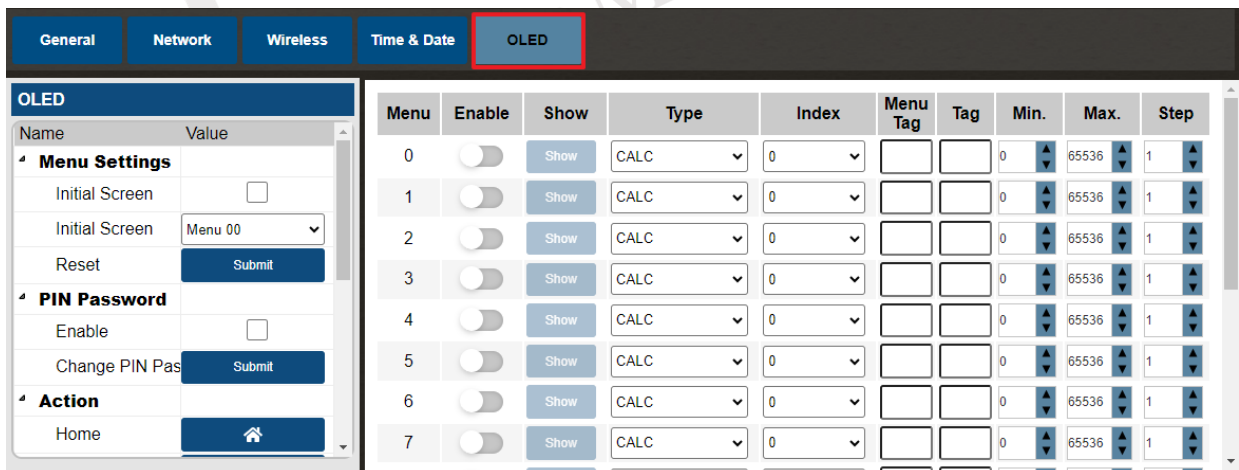 General Network Wireless Time & Date OLED
OLED
Name Value
Menu Settings
Initial Screen
Initial Screen Menu 00
Reset Submit
PIN Password
Enable
Change PIN Pas Submit
Action
Home
Menu Enable Show Type Index Menu Tag Tag Min. Max. Step
0 Show CALC 0 0 65536 1
1 Show CALC 0 0 65536 1
2 Show CALC 0 0 65536 1
3 Show CALC 0 0 65536 1
4 Show CALC 0 0 65536 1
5 Show CALC 0 0 65536 1
6 Show CALC 0 0 65536 1
7 Show CALC 0 0 65536 1